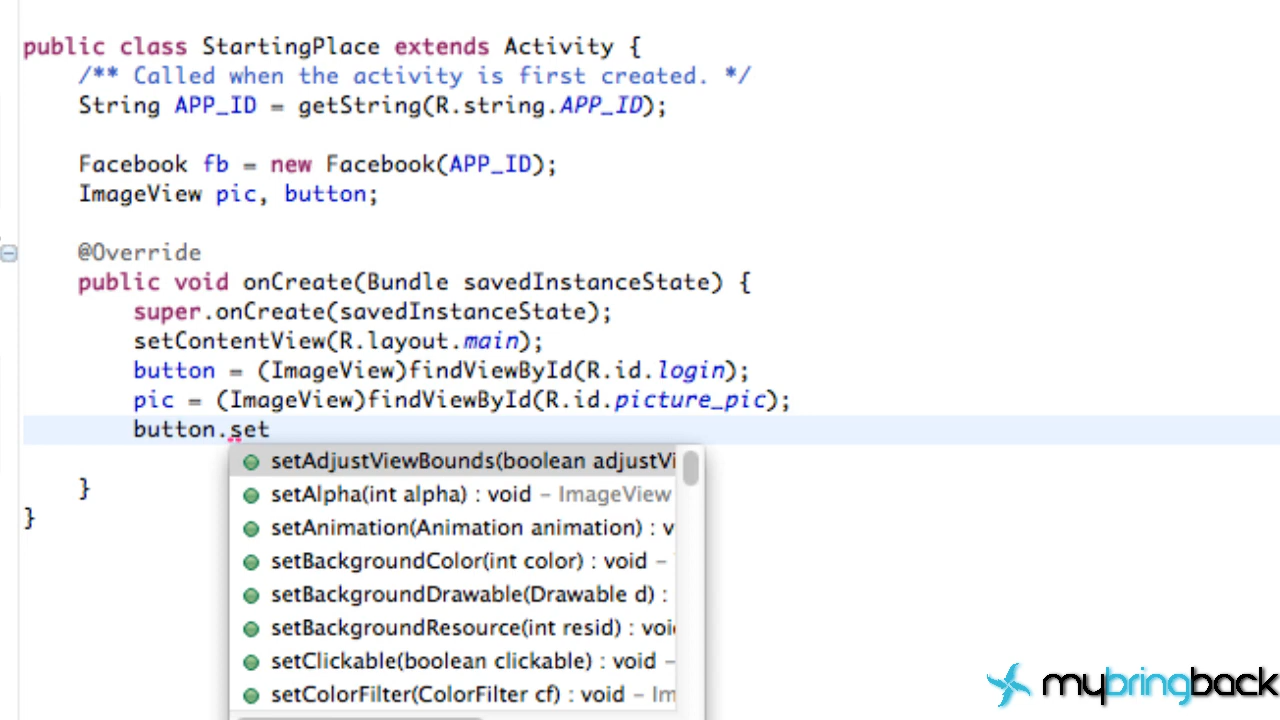 public class StartingPlace extends Activity {
/** Called when the activity is first created. */
String APP_ID = getString(R.string.APP_ID);
Facebook fb = new Facebook(APP_ID);
ImageView pic, button;
@Override
public void onCreate(Bundle savedInstanceState) {
super.onCreate(savedInstanceState);
setContentView(R.layout.main);
button = (ImageView)findViewById(R.id.login);
pic = (ImageView)findViewById(R.id.picture_pic);
button.set
setAdjustViewBounds(boolean adjustVi
setAlpha(int alpha) : void – ImageView
setAnimation(Animation animation) : v
setBackgroundColor(int color) : void –
setBackgroundDrawable(Drawable d) :
setBackgroundResource(int resid) : voi
setClickable(boolean clickable) : void –
setColorFilter(ColorFilter cf) : void – Im
}
}
mybringback